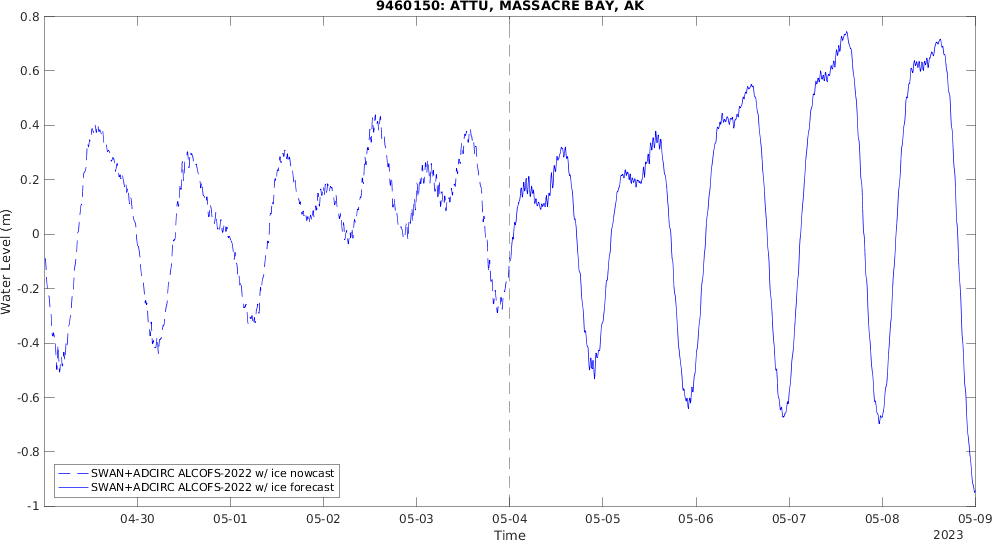 9460150: ATTU, MASSACRE BAY, AK
0.8
0.6
0.4
0.2
0
-0.2
-0.4
-0.6
-0.8
-1
Water Level (m)
SWAN+ADCIRC ALCOFS-2022 w/ ice nowcast
SWAN+ADCIRC ALCOFS-2022 w/ ice forecast
04-30 05-01 05-02 05-03 05-04 05-05 05-06 05-07 05-08 05-09
Time
2023